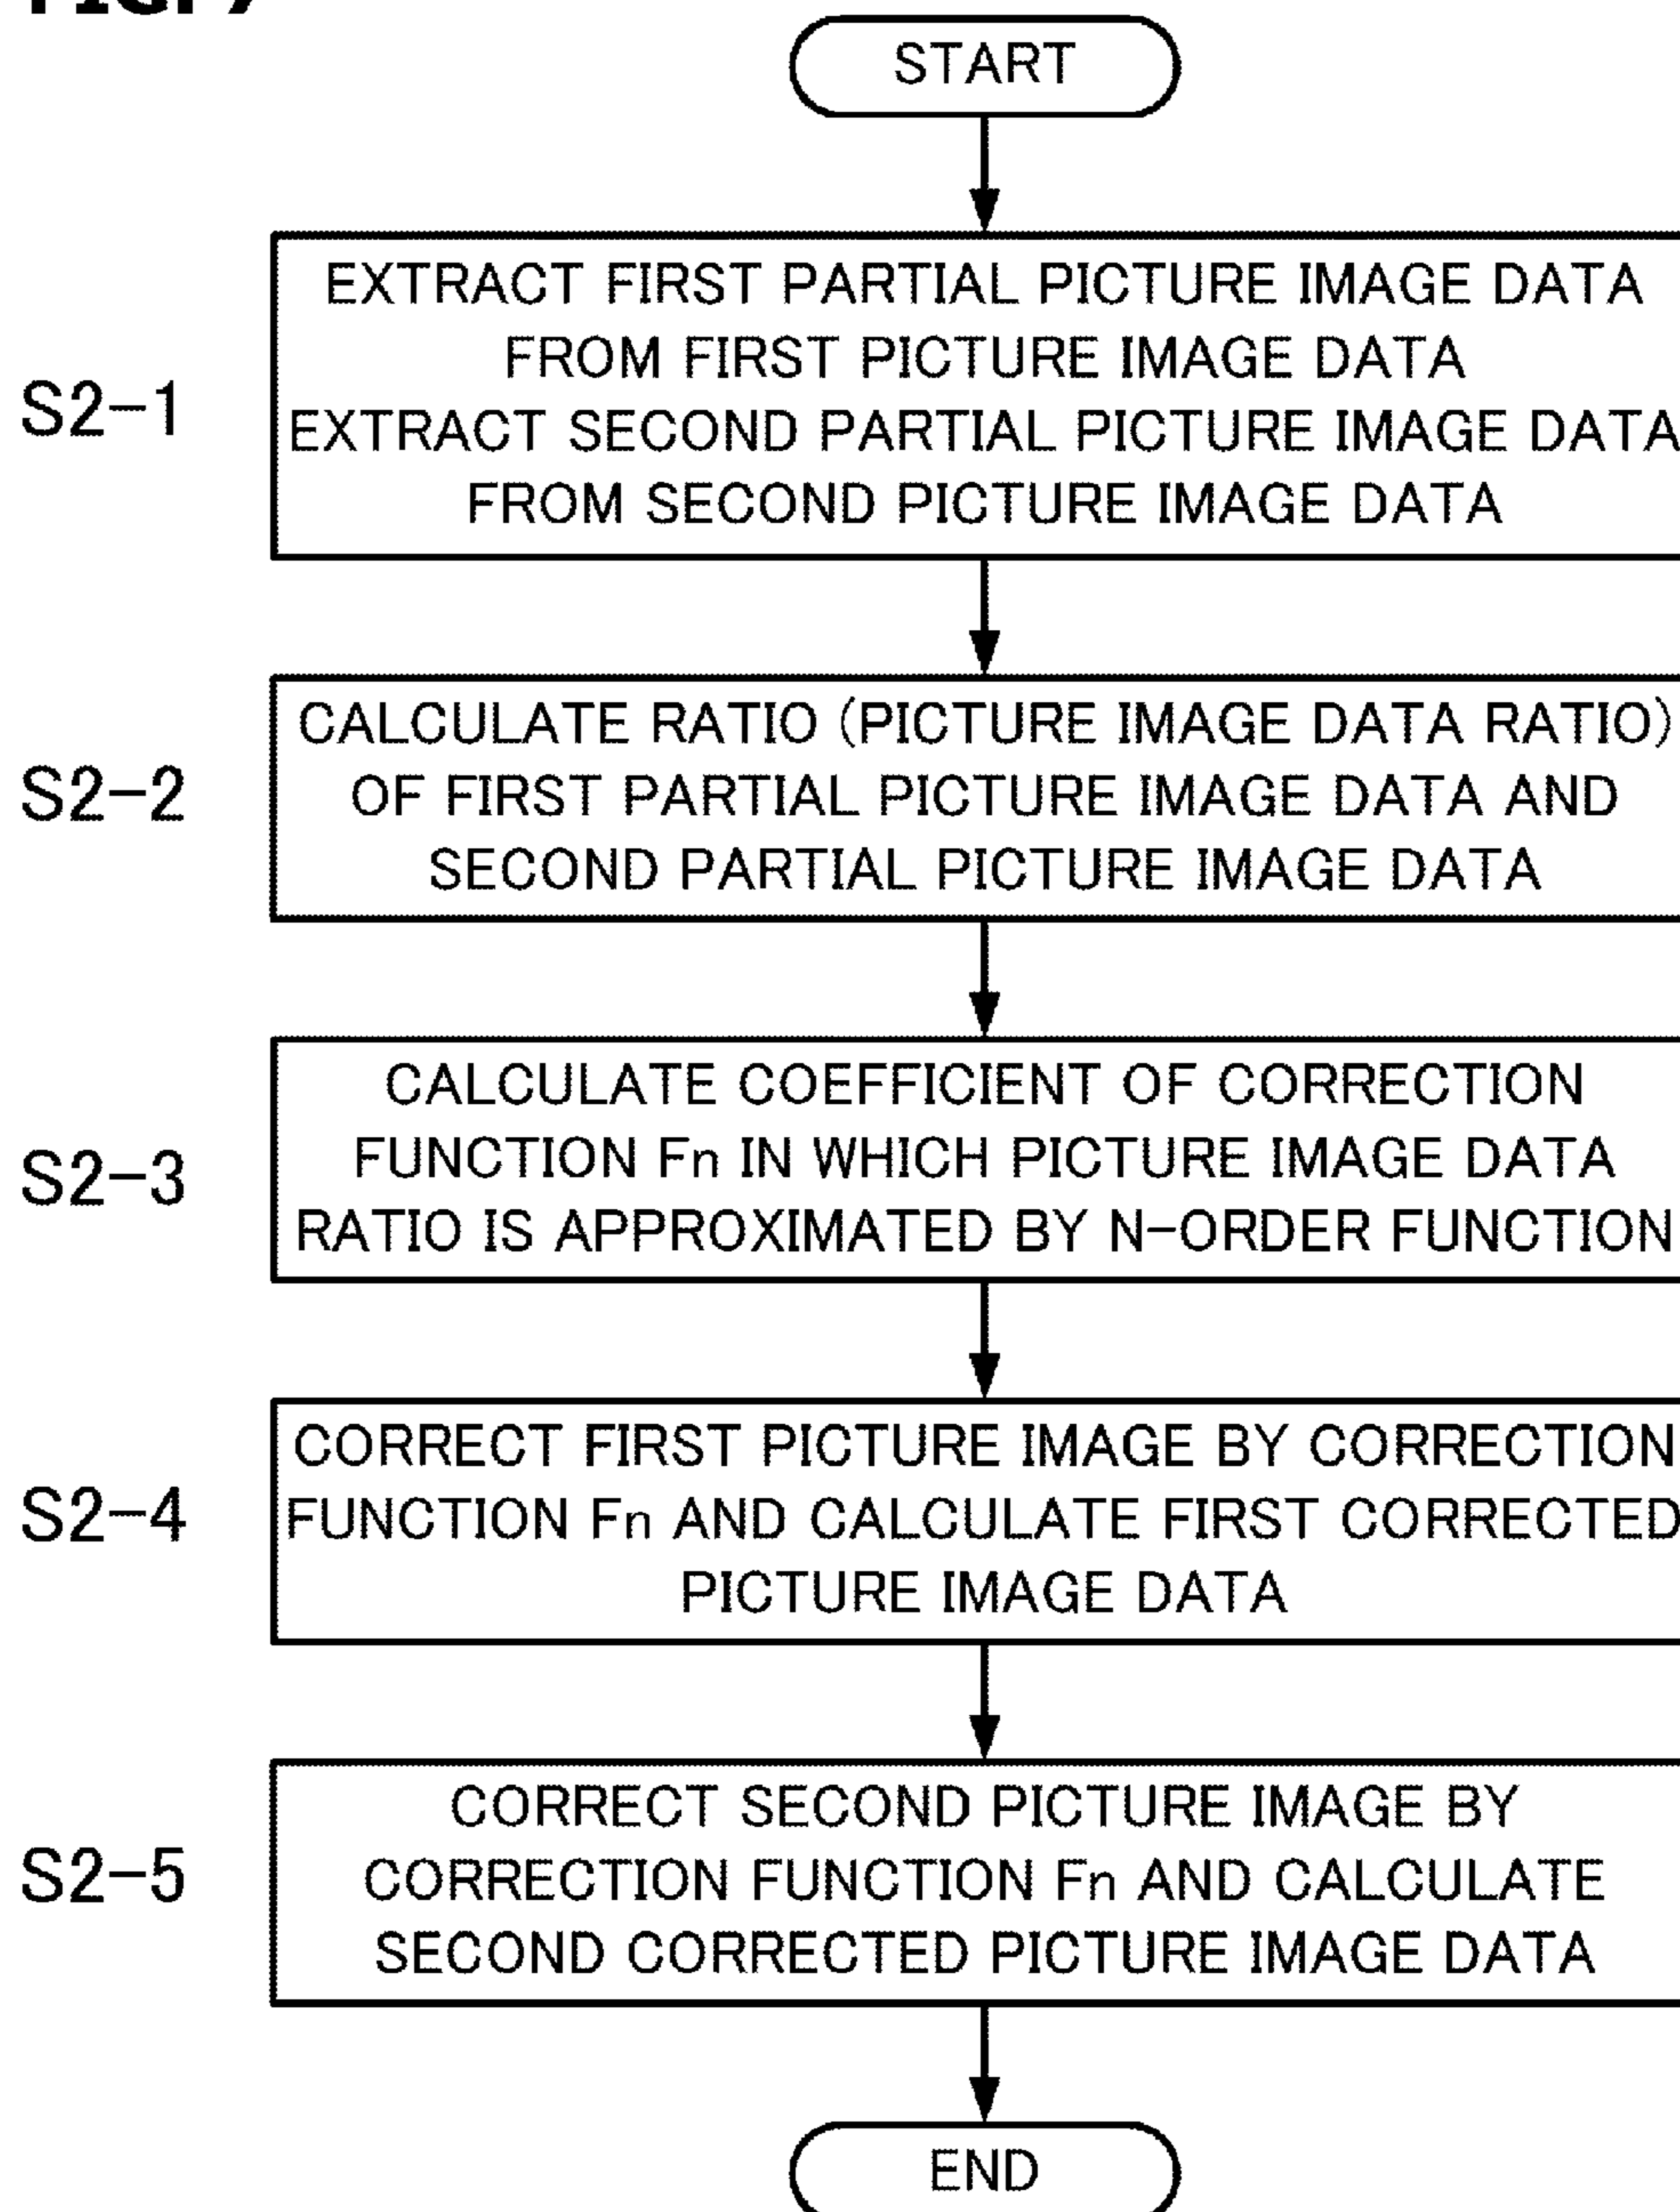 START
S2-1
EXTRACT FIRST PARTIAL PICTURE IMAGE DATA
FROM FIRST PICTURE IMAGE DATA
EXTRACT SECOND PARTIAL PICTURE IMAGE DATA
FROM SECOND PICTURE IMAGE DATA
S2-2
CALCULATE RATIO (PICTURE IMAGE DATA RATIO)
OF FIRST PARTIAL PICTURE IMAGE DATA AND
SECOND PARTIAL PICTURE IMAGE DATA
S2-3
CALCULATE COEFFICIENT OF CORRECTION
FUNCTION Fn IN WHICH PICTURE IMAGE DATA
RATIO IS APPROXIMATED BY N-ORDER FUNCTION
S2-4
CORRECT FIRST PICTURE IMAGE BY CORRECTION
FUNCTION Fn AND CALCULATE FIRST CORRECTED
PICTURE IMAGE DATA
S2-5
CORRECT SECOND PICTURE IMAGE BY
CORRECTION FUNCTION Fn AND CALCULATE
SECOND CORRECTED PICTURE IMAGE DATA
END